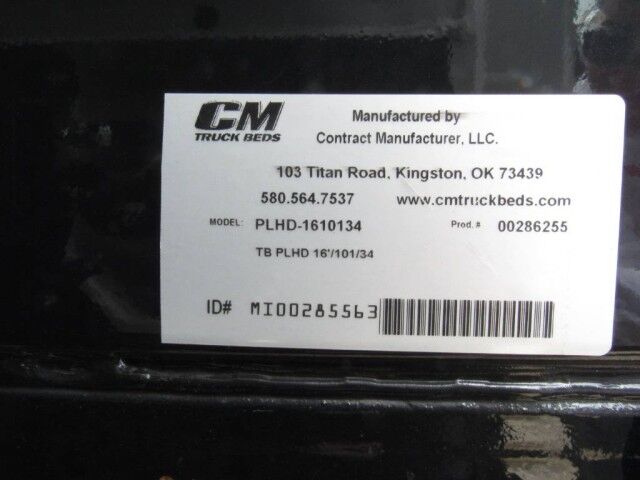 CM
TRUCK BEDS
Manufactured by
Contract Manufacturer, LLC.
103 Titan Road, Kingston, OK 73439
580.564.7537 www.cmtruckbeds.com
MODEL: PLHD-1610134 Prod. # 00286255
TB PLHD 16'/101/34
ID# MI00285563